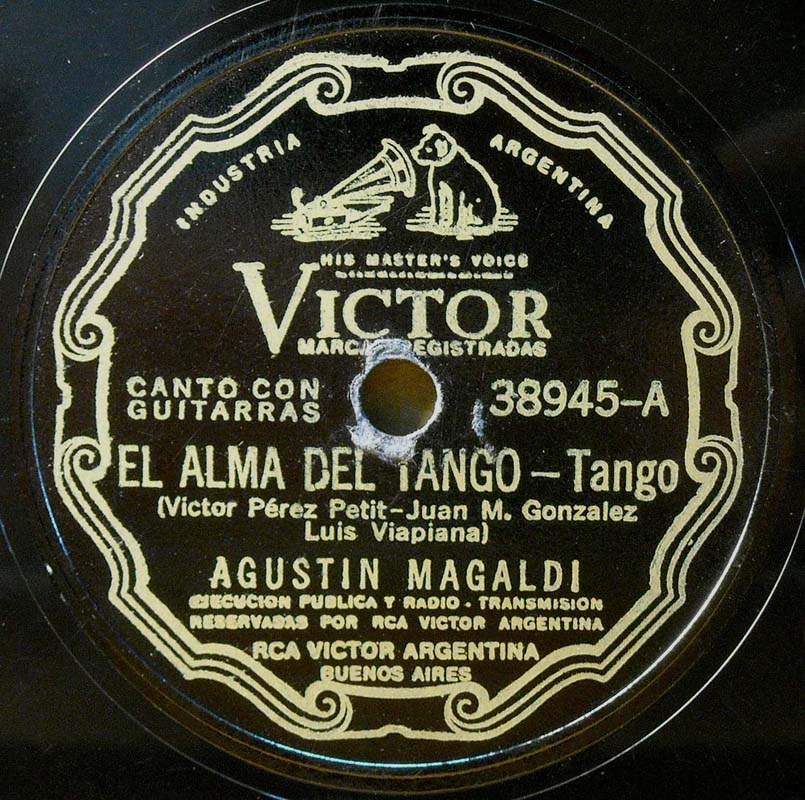 INDUSTRIA ARGENTINA
HIS MASTER'S VOICE
VICTOR
MARCAS REGISTRADAS
CANTO CON
GUITARRAS
38945-A
EL ALMA DEL TANGO – Tango
(Victor Pérez Petit-Juan M. Gonzalez
Luis Viapiana)
AGUSTIN MAGALDI
EJECUCION PUBLICA Y RADIO - TRANSMISION
RESERVADAS POR RCA VICTOR ARGENTINA
RCA VICTOR ARGENTINA
BUENOS AIRES